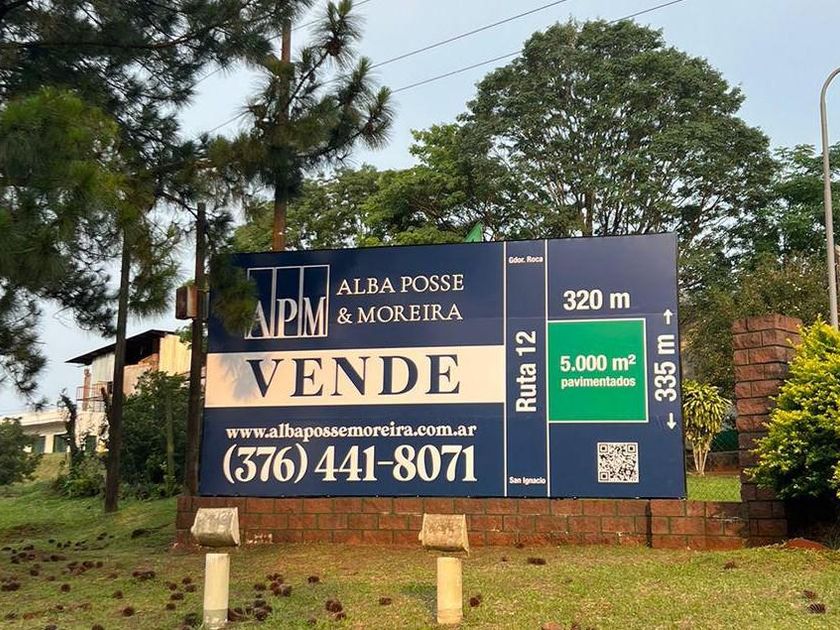 APM
ALBA POSSE
& MOREIRA
VENDE
www.albapossemoreira.com.ar
(376) 441-8071
Gdor. Roca
Ruta 12
San Ignacio
320 m
5.000 m²
pavimentados
335 m